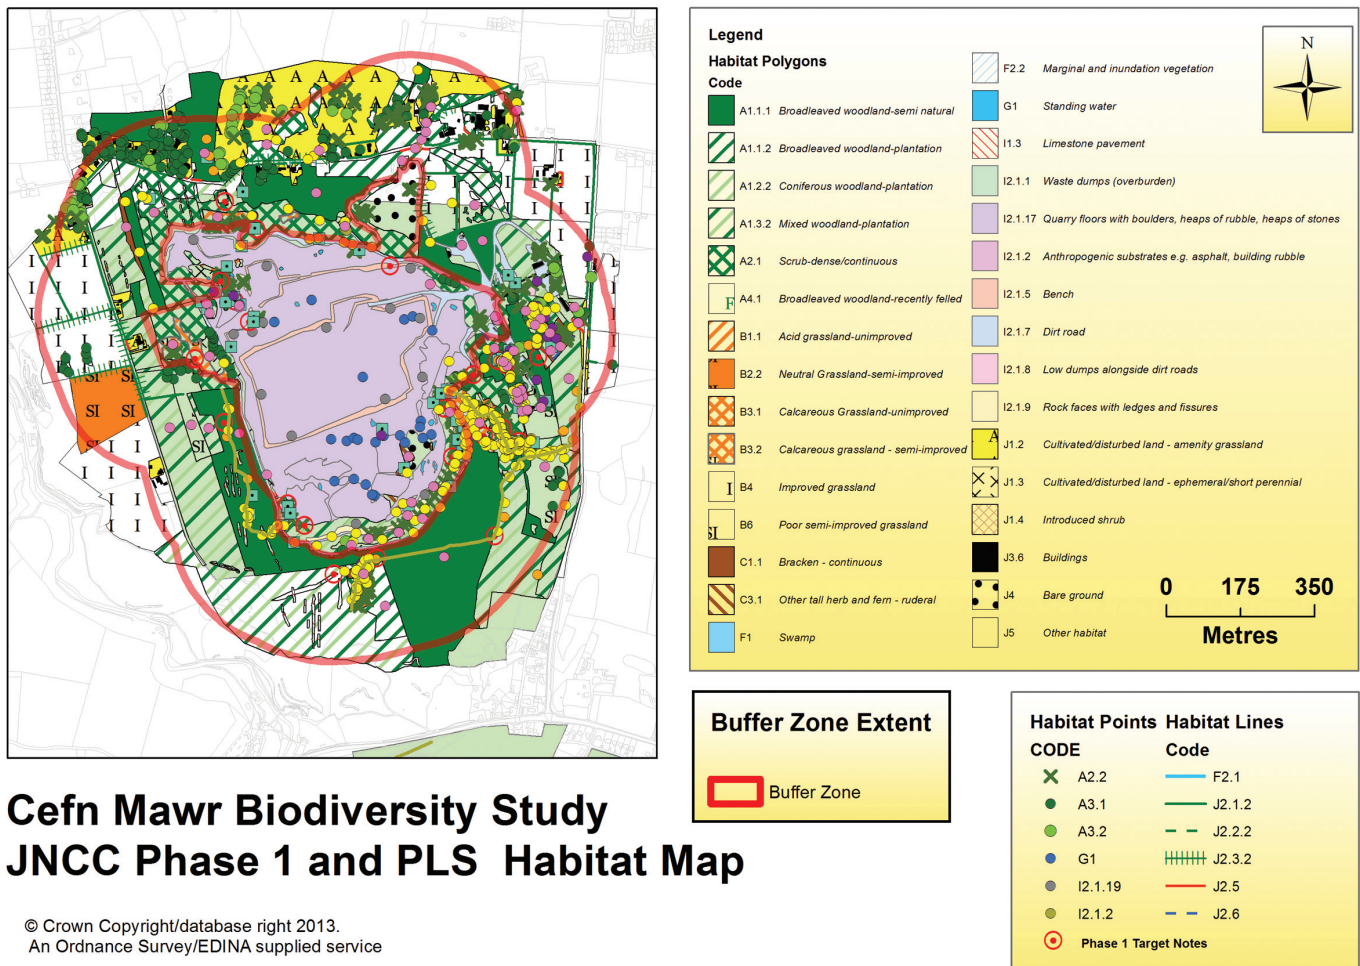 Legend
Habitat Polygons
Code
A1.1.1 Broadleaved woodland-semi natural
A1.1.2 Broadleaved woodland-plantation
A1.2.2 Coniferous woodland-plantation
A1.3.2 Mixed woodland-plantation
A2.1 Scrub-dense/continuous
F A4.1 Broadleaved woodland-recently felled
B1.1 Acid grassland-unimproved
SI B2.2 Neutral Grassland-semi-improved
B3.1 Calcareous Grassland-unimproved
SI B3.2 Calcareous grassland - semi-improved
I B4 Improved grassland
SI B6 Poor semi-improved grassland
C1.1 Bracken - continuous
C3.1 Other tall herb and fern - ruderal
F1 Swamp
F2.2 Marginal and inundation vegetation
G1 Standing water
I1.3 Limestone pavement
I2.1.1 Waste dumps (overburden)
I2.1.17 Quarry floors with boulders, heaps of rubble, heaps of stones
I2.1.2 Anthropogenic substrates e.g. asphalt, building rubble
I2.1.5 Bench
I2.1.7 Dirt road
I2.1.8 Low dumps alongside dirt roads
I2.1.9 Rock faces with ledges and fissures
A J1.2 Cultivated/disturbed land - amenity grassland
J1.3 Cultivated/disturbed land - ephemeral/short perennial
J1.4 Introduced shrub
J3.6 Buildings
J4 Bare ground
J5 Other habitat
N
0 175 350
Metres
Buffer Zone Extent
Buffer Zone
Habitat Points
CODE
A2.2
A3.1
A3.2
G1
I2.1.19
I2.1.2
Phase 1 Target Notes
Habitat Lines
Code
F2.1
J2.1.2
J2.2.2
J2.3.2
J2.5
J2.6
Cefn Mawr Biodiversity Study
JNCC Phase 1 and PLS Habitat Map
© Crown Copyright/database right 2013.
An Ordnance Survey/EDINA supplied service